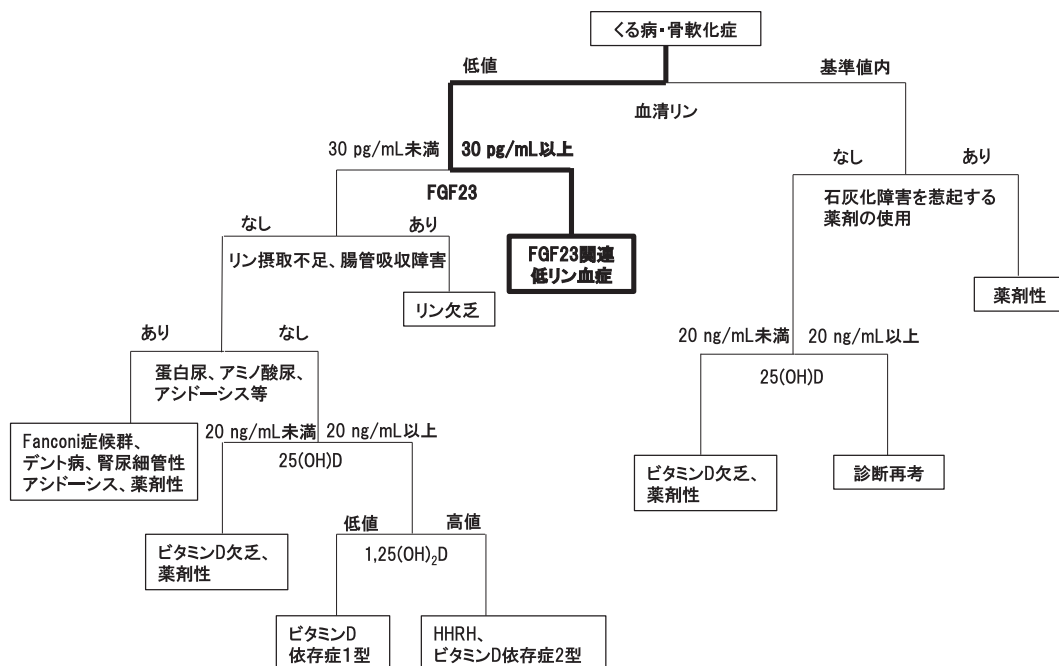 くる病・骨軟化症
低値
基準値内
血清リン
30 pg/mL未満
30 pg/mL以上
なし
あり
FGF23
石灰化障害を惹起する
薬剤の使用
なし
あり
リン摂取不足、腸管吸収障害
FGF23関連
低リン血症
薬剤性
リン欠乏
あり
なし
20 ng/mL未満
20 ng/mL以上
蛋白尿、アミノ酸尿、
アシドーシス等
25(OH)D
Fanconi症候群、
デント病、腎尿細管性
アシドーシス、薬剤性
20 ng/mL未満
20 ng/mL以上
25(OH)D
ビタミンD欠乏、
薬剤性
診断再考
低値
高値
ビタミンD欠乏、
薬剤性
1,25(OH)₂D
ビタミンD
依存症1型
HHRH、
ビタミンD依存症2型